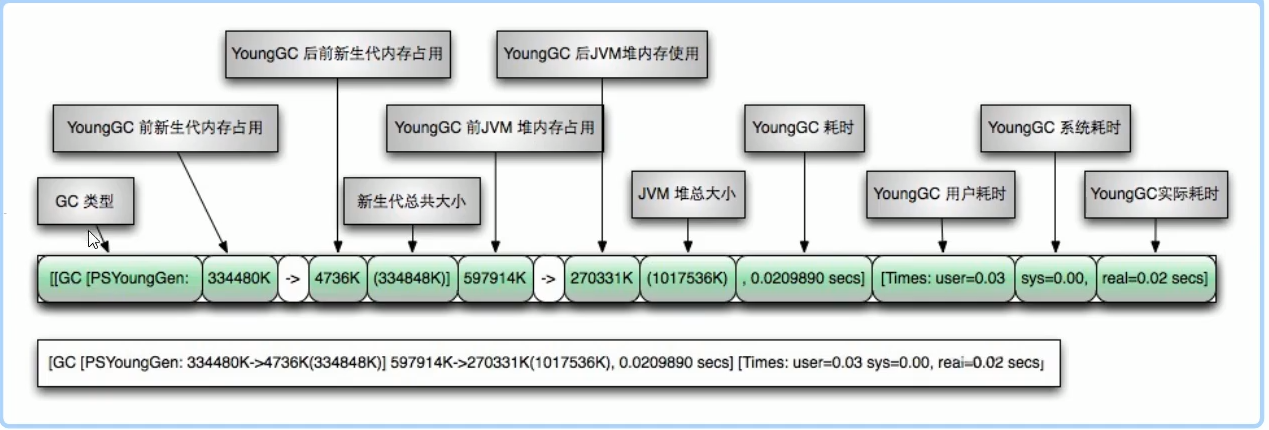 YoungGC 后前新生代内存占用
YoungGC 后JVM堆内存使用
YoungGC 前新生代内存占用
YoungGC 前JVM 堆内存占用
YoungGC 耗时
YoungGC 系统耗时
GC 类型
新生代总共大小
JVM 堆总大小
YoungGC 用户耗时
YoungGC实际耗时
[[GC [PSYoungGen: 334480K -> 4736K (334848K)] 597914K -> 270331K (1017536K) , 0.0209890 secs] [Times: user=0.03 sys=0.00, real=0.02 secs]
[GC [PSYoungGen: 334480K->4736K(334848K)] 597914K->270331K(1017536K), 0.0209890 secs] [Times: user=0.03 sys=0.00, real=0.02 secs]